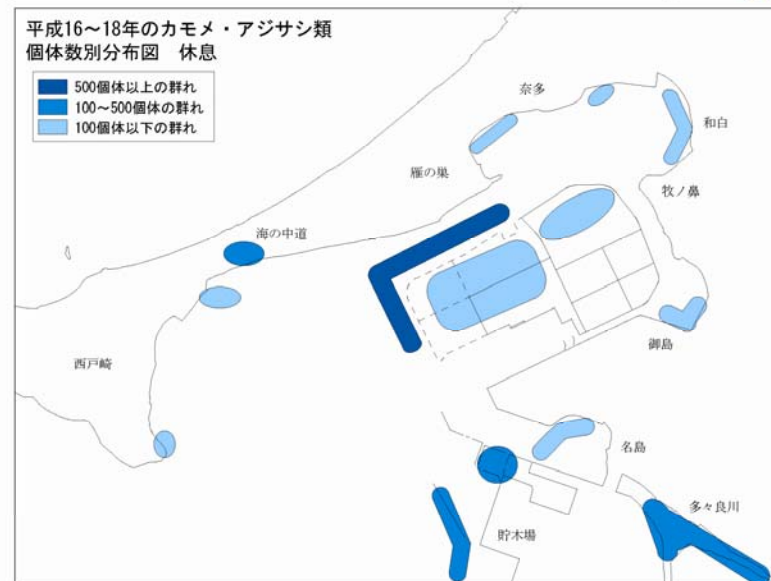 平成16～18年のカモメ・アジサシ類
個体数別分布図　休息
500個体以上の群れ
100～500個体の群れ
100個体以下の群れ
奈多
和白
雁の巣
牧ノ鼻
海の中道
西戸崎
御島
名島
多々良川
貯木場